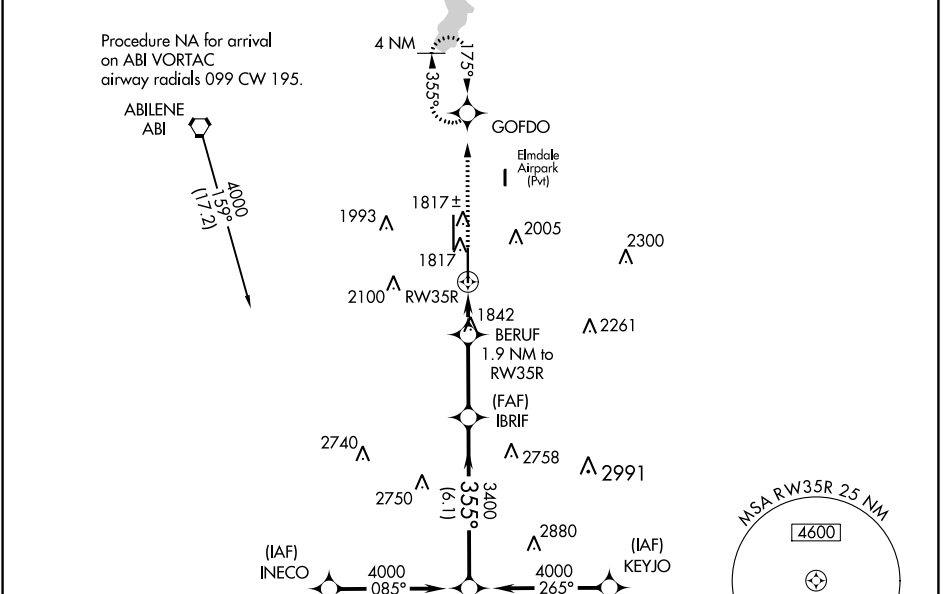 Procedure NA for arrival
on ABI VORTAC
airway radials 099 CW 195.
4 NM
175°
355°
ABILENE
ABI
GOFDO
Elmdale
Airpark
(Pvt)
4000
159°
(17.2)
1993
1817±
2005
2300
1817
2100
RW35R
1842
BERUF
1.9 NM to
RW35R
2261
(FAF)
IBRIF
2740
2758
2991
2750
3400
355°
(6.1)
2880
MSA RW35R 25 NM
4600
(IAF)
INECO
4000
085°
4000
265°
(IAF)
KEYJO